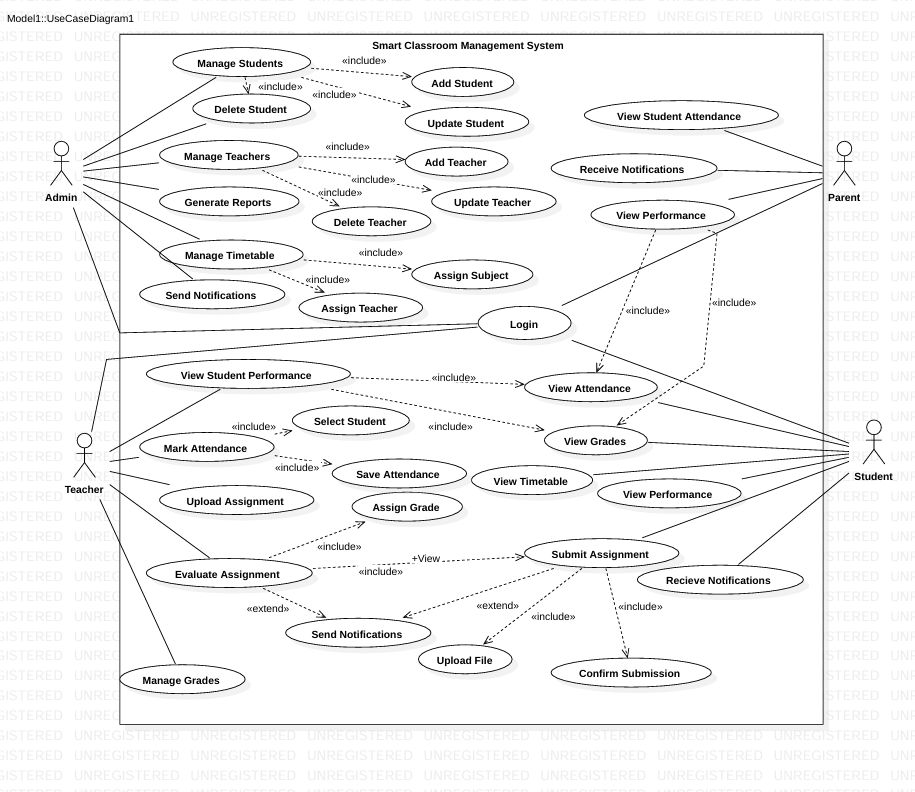 Model1::UseCaseDiagram1
Smart Classroom Management System
Manage Students
«include»
Add Student
«include»
«include»
Delete Student
Update Student
View Student Attendance
Admin
Manage Teachers
«include»
Add Teacher
Receive Notifications
Parent
«include»
«include»
Generate Reports
Update Teacher
Delete Teacher
View Performance
Manage Timetable
«include»
Assign Subject
«include»
Send Notifications
Assign Teacher
«include»
«include»
Login
View Student Performance
«include»
View Attendance
Select Student
«include»
«include»
Mark Attendance
View Grades
«include»
Save Attendance
Teacher
Student
View Timetable
View Performance
Upload Assignment
Assign Grade
«include»
+View
Submit Assignment
Evaluate Assignment
«include»
Recieve Notifications
«extend»
«extend»
«include»
«include»
Send Notifications
Upload File
Confirm Submission
Manage Grades
UNREGISTERED